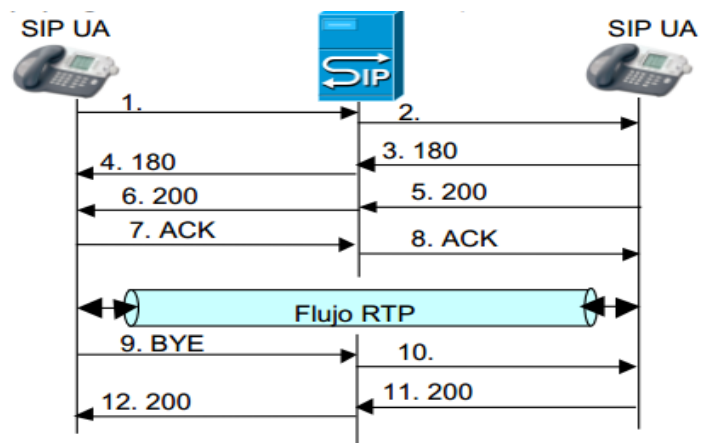 SIP UA
SIP UA
SIP
1.
2.
3. 180
4. 180
5. 200
6. 200
7. ACK
8. ACK
Flujo RTP
9. BYE
10.
11. 200
12. 200